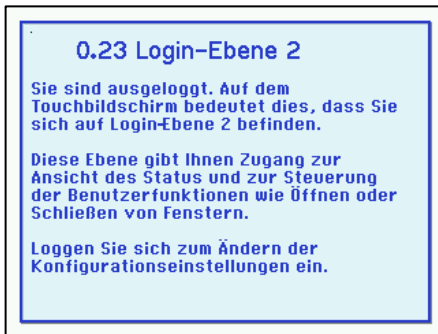 0.23 Login-Ebene 2
Sie sind ausgeloggt. Auf dem
Touchbildschirm bedeutet dies, dass Sie
sich auf Login-Ebene 2 befinden.
Diese Ebene gibt Ihnen Zugang zur
Ansicht des Status und zur Steuerung
der Benutzerfunktionen wie Öffnen oder
Schließen von Fenstern.
Loggen Sie sich zum Ändern der
Konfigurationseinstellungen ein.